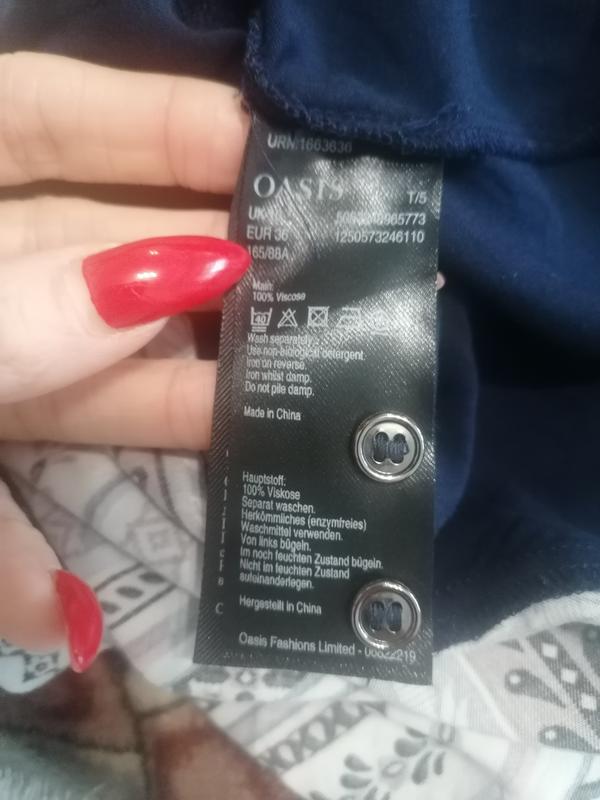 URN:1663636
OASIS
T/5
UK
EUR 36
1250573246110
165/88A
Main:
100% Viscose
40
Wash separately.
Use non-biological detergent.
Iron on reverse.
Iron whilst damp.
Do not pile damp.
Made in China
Hauptstoff:
100% Viskose
Separat waschen.
Herkömmliches (enzymfreies)
Waschmittel verwenden.
Von links bügeln.
Im noch feuchten Zustand bügeln.
Nicht im feuchten Zustand
aufeinanderlegen.
Hergestellt in China
Oasis Fashions Limited -